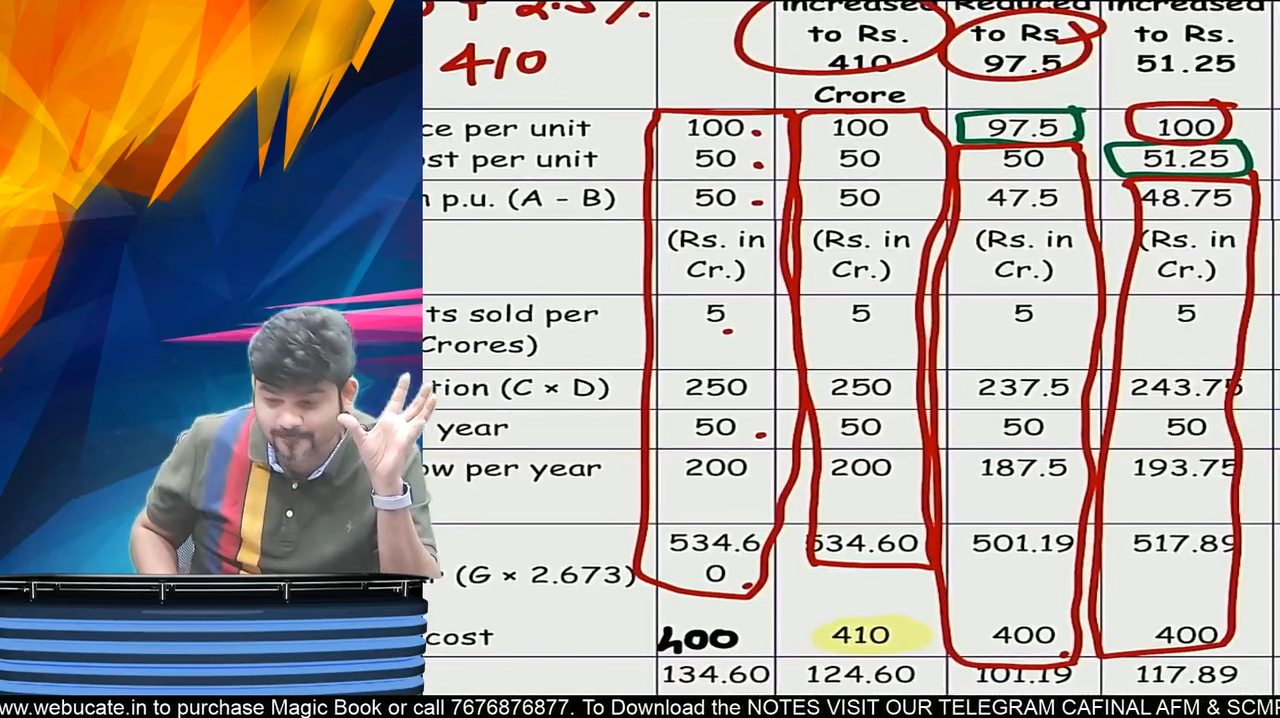 + 2.5%.
410
Increased Reduced Increased
to Rs. to Rs. to Rs.
410 97.5 51.25
Crore
ce per unit 100 100 97.5 100
ost per unit 50 50 50 51.25
n p.u. (A - B) 50 50 47.5 48.75
(Rs. in (Rs. in (Rs. in (Rs. in
Cr.) Cr.) Cr.) Cr.)
ts sold per 5 5 5 5
Crores)
tion (C × D) 250 250 237.5 243.75
year 50 50 50 50
ow per year 200 200 187.5 193.75
534.6 534.60 501.19 517.89
(G × 2.673) 0
cost 400 410 400 400
134.60 124.60 101.19 117.89
ww.webucate.in to purchase Magic Book or call 7676876877. To Download the NOTES VISIT OUR TELEGRAM CAFINAL AFM & SCM